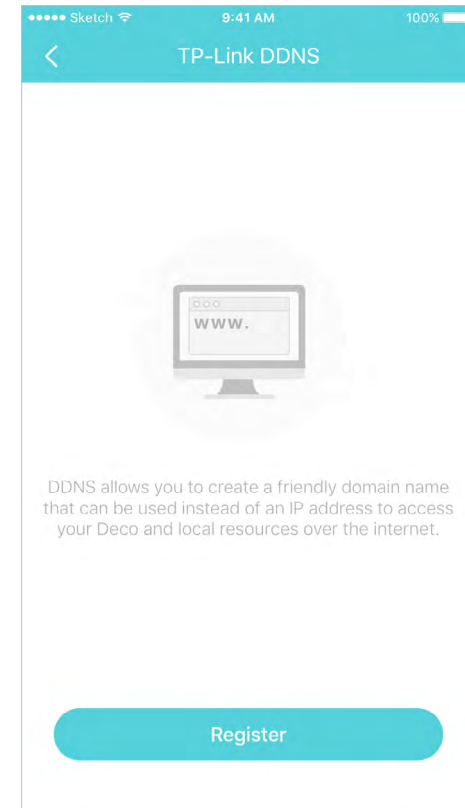 Sketch 9:41 AM 100%
TP-Link DDNS
www.
DDNS allows you to create a friendly domain name
that can be used instead of an IP address to access
your Deco and local resources over the internet.
Register